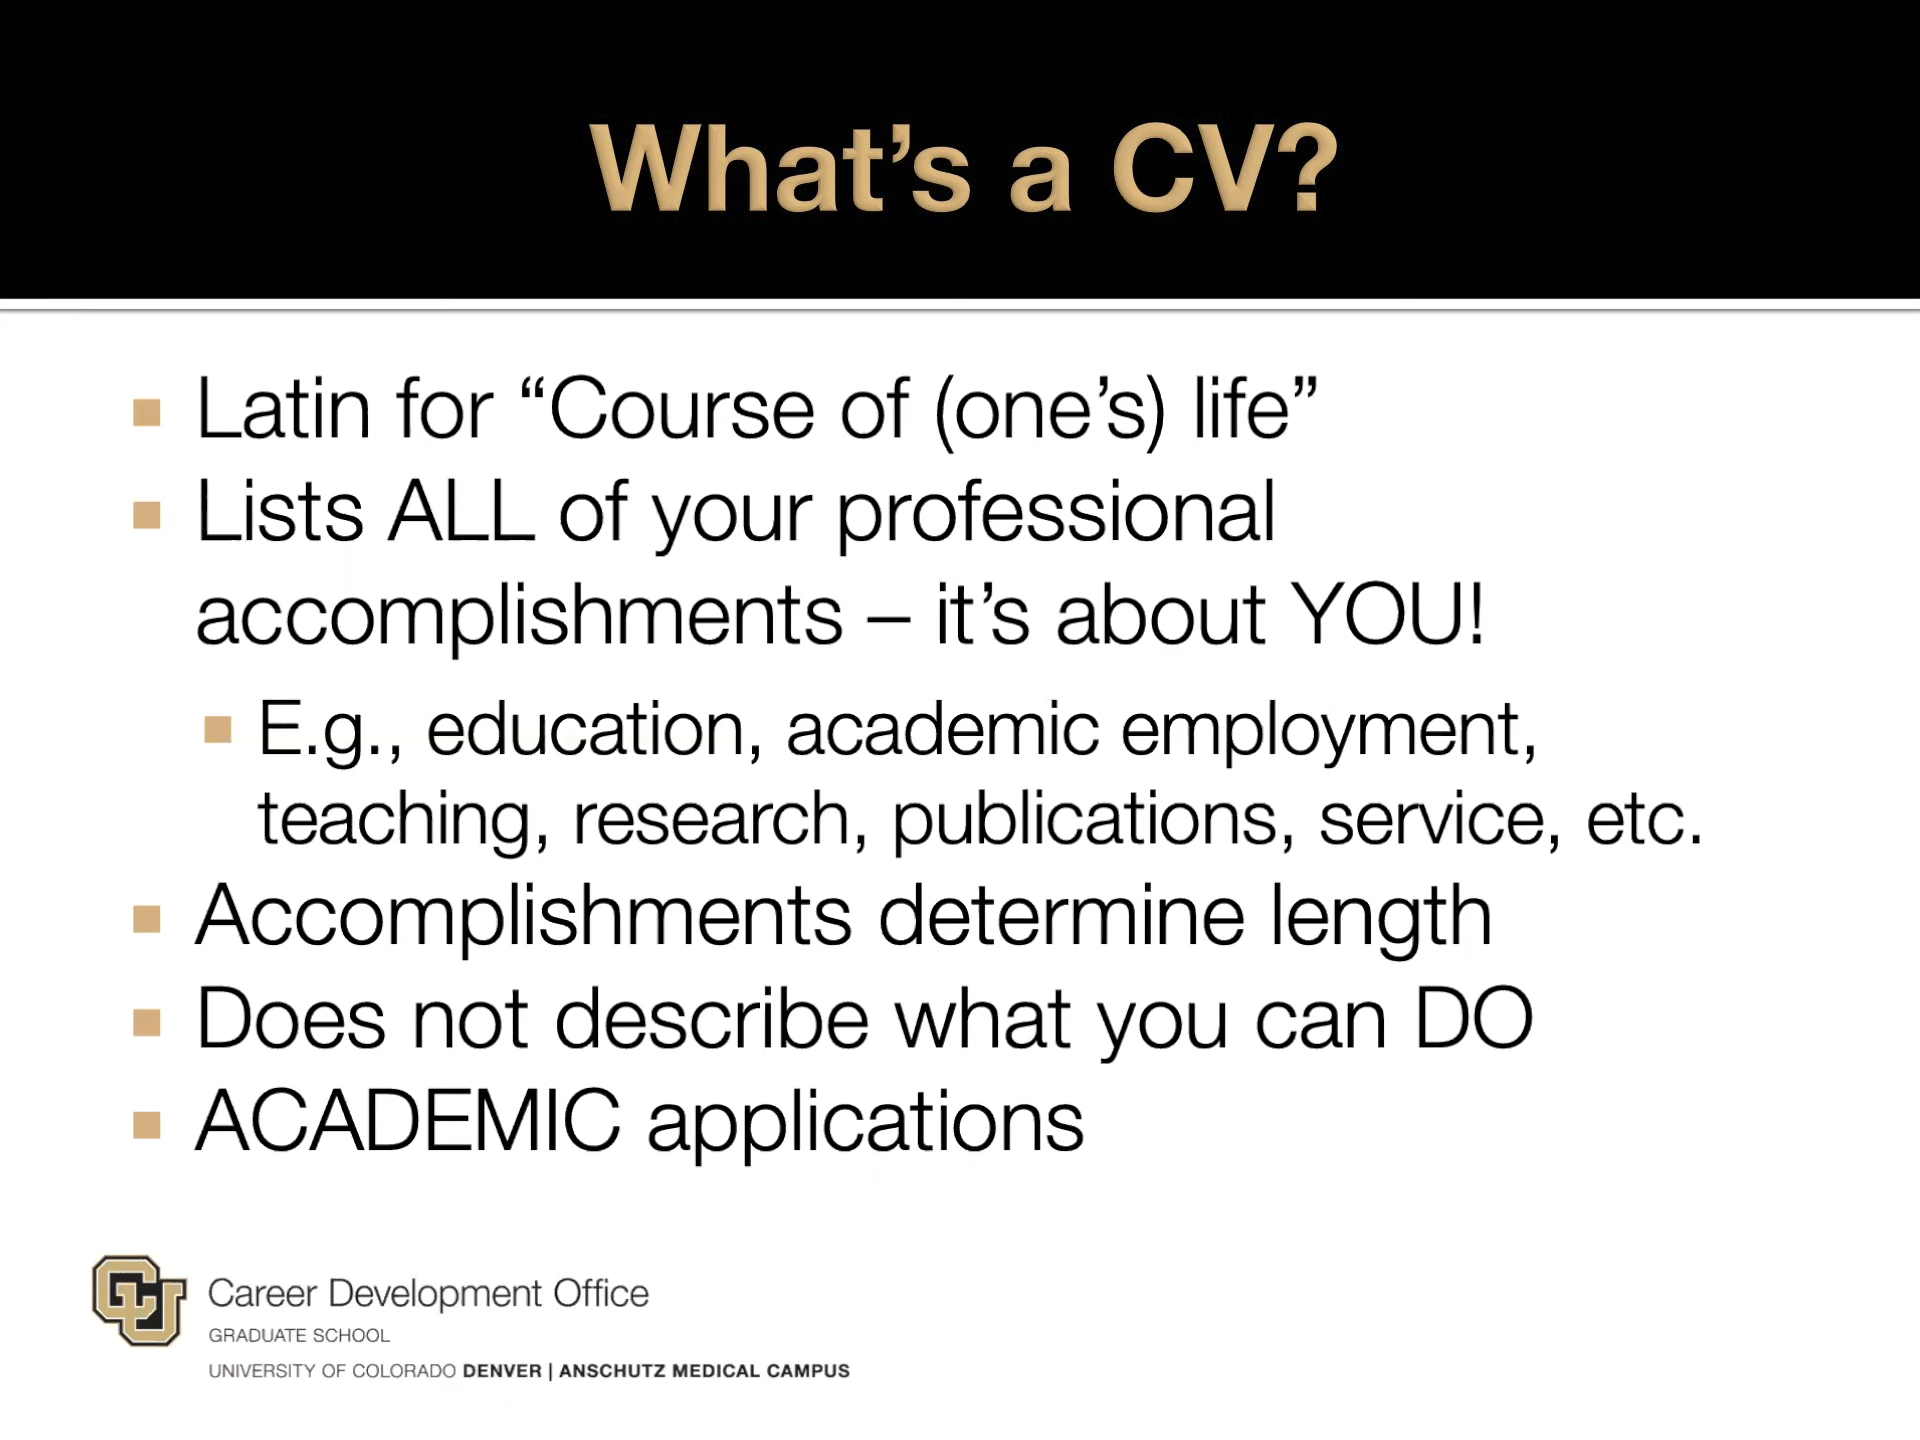 What’s a CV?
Latin for “Course of (one’s) life”
Lists ALL of your professional
accomplishments – it’s about YOU!
E.g., education, academic employment,
teaching, research, publications, service, etc.
Accomplishments determine length
Does not describe what you can DO
ACADEMIC applications
CU
Career Development Office
GRADUATE SCHOOL
UNIVERSITY OF COLORADO DENVER | ANSCHUTZ MEDICAL CAMPUS